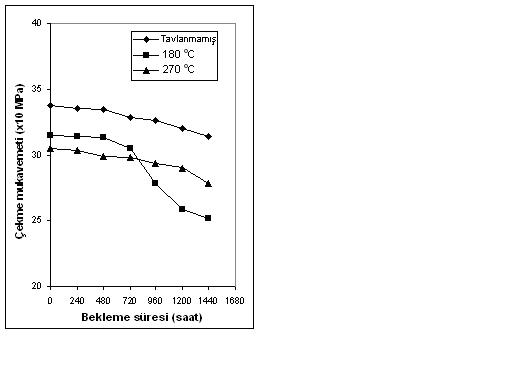 40
35
30
25
20
Çekme mukavemeti (x10 MPa)
Tavlanmamış
180 °C
270 °C
0 240 480 720 960 1200 1440 1680
Bekleme süresi (saat)